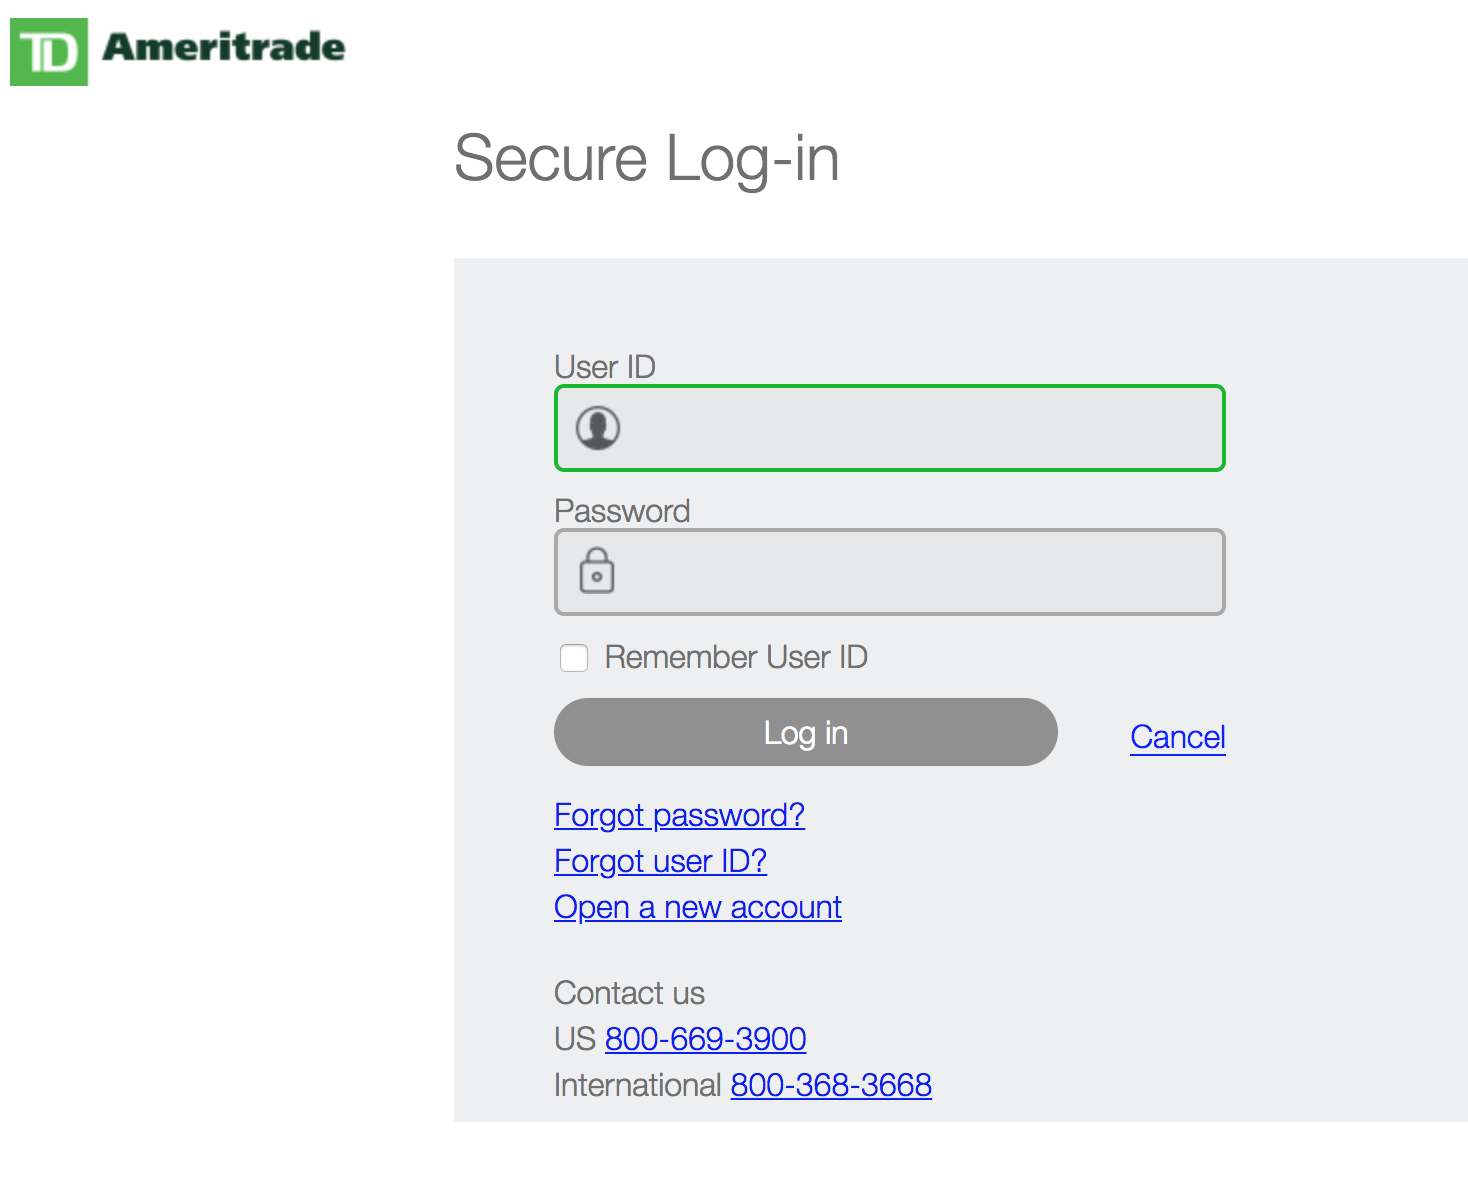 TD Ameritrade
Secure Log-in
User ID
Password
Remember User ID
Log in Cancel
Forgot password?
Forgot user ID?
Open a new account
Contact us
US 800-669-3900
International 800-368-3668